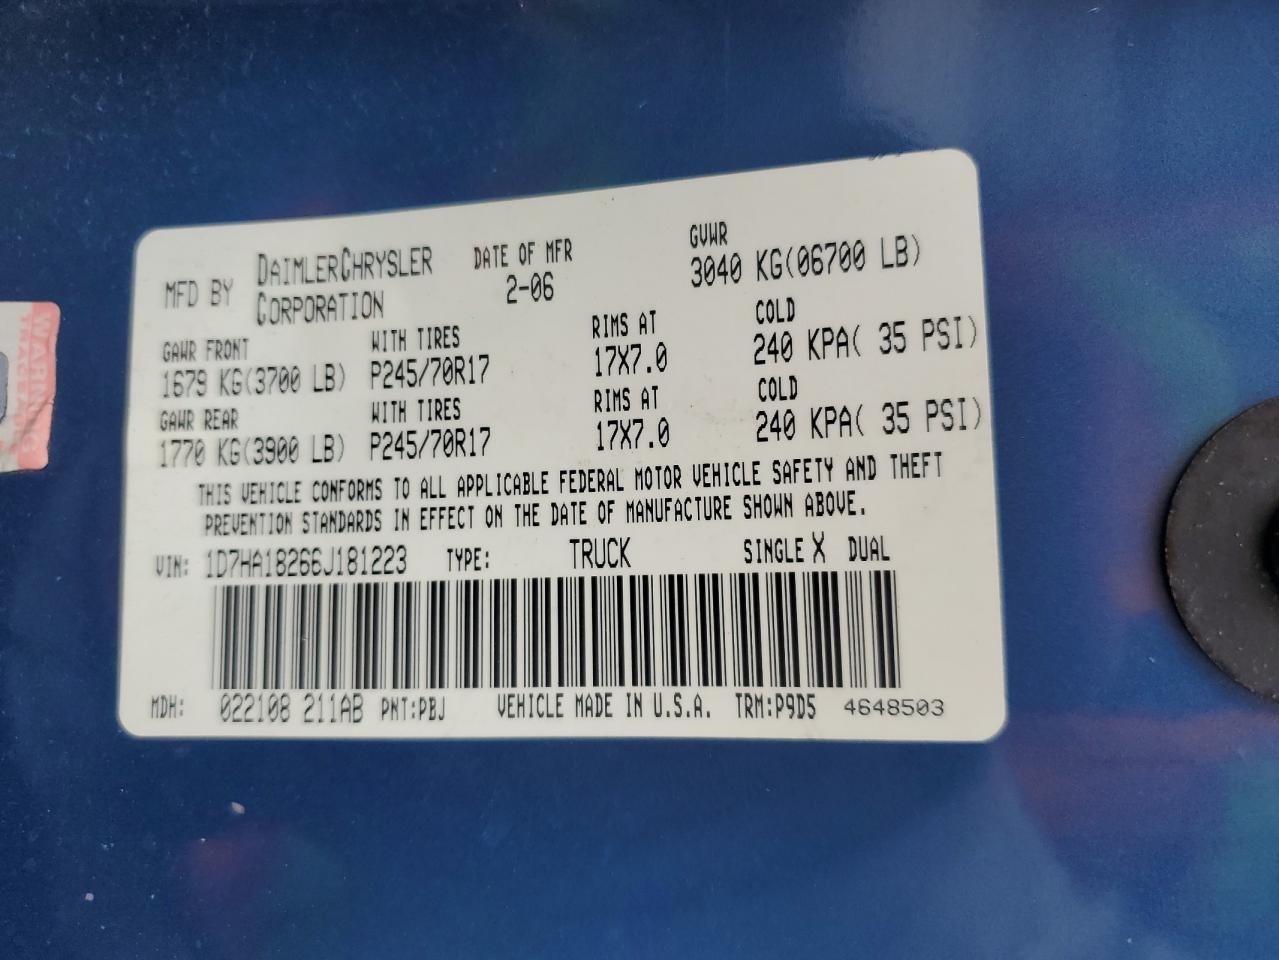 MFD BY DAIMLERCHRYSLER CORPORATION
DATE OF MFR
2-06
GVWR
3040 KG(06700 LB)
GAWR FRONT WITH TIRES RIMS AT COLD
1679 KG(3700 LB) P245/70R17 17X7.0 240 KPA( 35 PSI)
GAWR REAR WITH TIRES RIMS AT COLD
1770 KG(3900 LB) P245/70R17 17X7.0 240 KPA( 35 PSI)
THIS VEHICLE CONFORMS TO ALL APPLICABLE FEDERAL MOTOR VEHICLE SAFETY AND THEFT
PREVENTION STANDARDS IN EFFECT ON THE DATE OF MANUFACTURE SHOWN ABOVE.
VIN: 1D7HA18266J181223 TYPE: TRUCK SINGLE X DUAL
MDH: 022108 211AB PNT:PBJ VEHICLE MADE IN U.S.A. TRM:P9D5 4648503